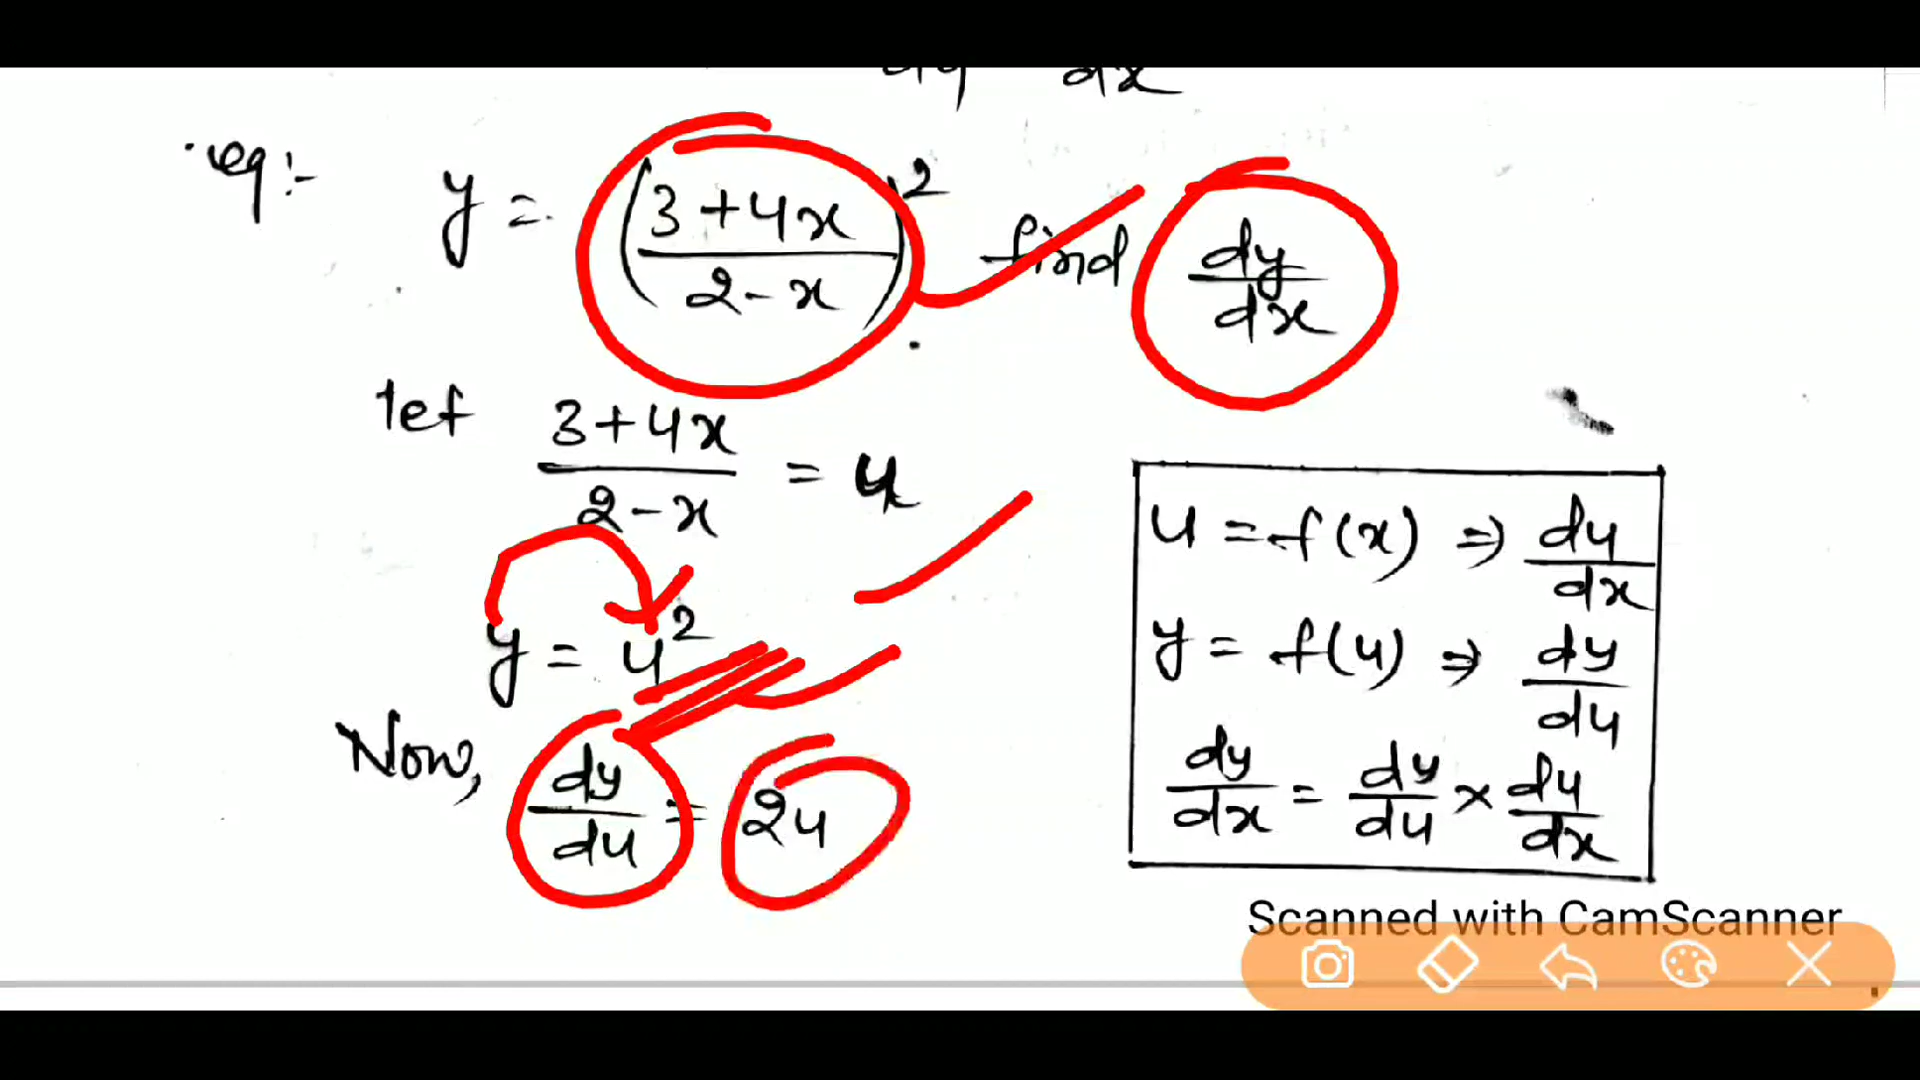 eg:- y = ((3+4x)/(2-x))^2 find dy/dx
let (3+4x)/(2-x) = u
y = u^2
Now, dy/du = 2u
u = f(x) ⇒ du/dx
y = f(u) ⇒ dy/du
dy/dx = dy/du × du/dx
Scanned with CamScanner